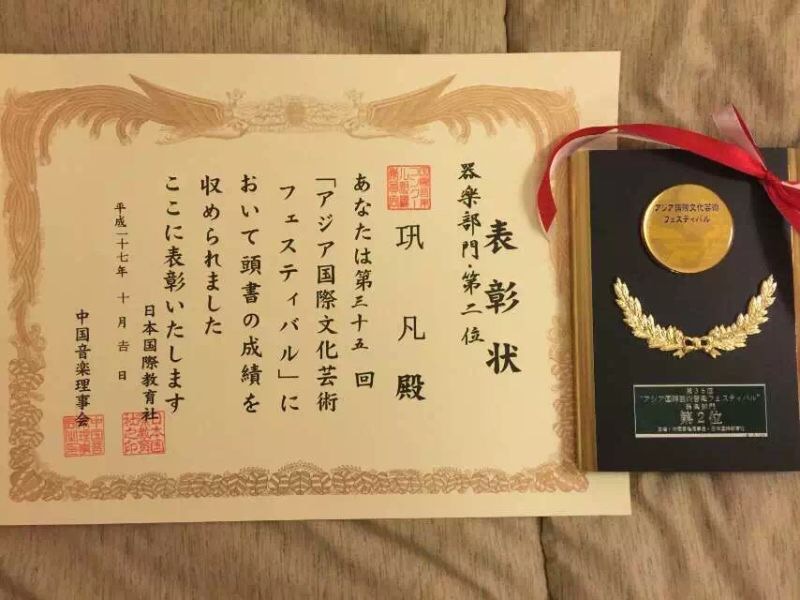 表彰状
器楽部門・第二位
巩凡殿
あなたは第三十五回
「アジア国際文化芸術
フェスティバル」に
おいて頭書の成績を
収められました
ここに表彰いたします
平成二十七年 十月吉日
日本国際教育社
中国音楽理事会
アジア国際文化芸術
フェスティバル
第35回
器楽部門
第2位